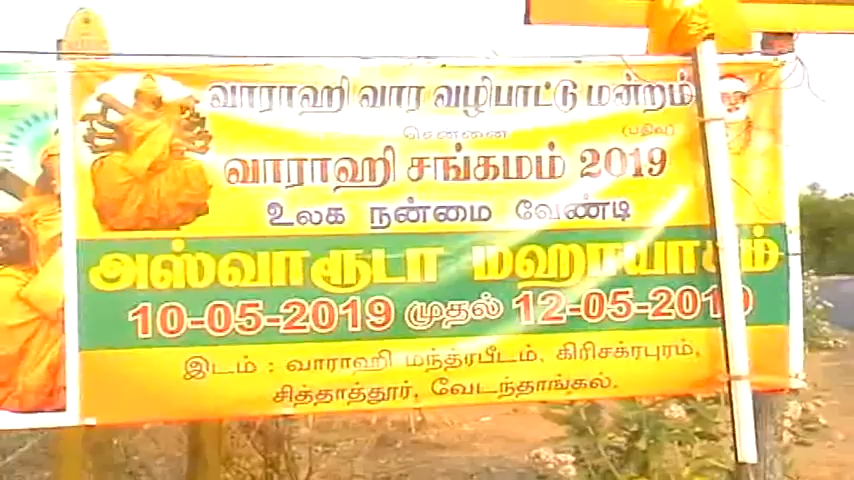 வாராஹி வார வழிபாட்டு மன்றம்
சென்னை (பதிவு)
வாராஹி சங்கமம் 2019
உலக நன்மை வேண்டி
அஸ்வாரூடா மஹாயாகம்
10-05-2019 முதல் 12-05-2019
இடம் : வாராஹி மந்த்ரபீடம், கிரிசக்ரபுரம்,
சித்தாத்தூர், வேடந்தாங்கல்.